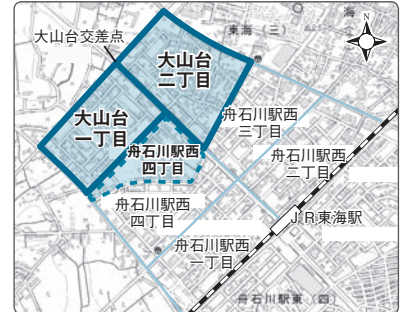 N
東海（三）
海
大山台交差点
大山台
二丁目
大山台
一丁目
舟石川駅西
三丁目
舟石川駅西
四丁目
舟石川駅西
二丁目
舟石川駅西
四丁目
ＪＲ東海駅
舟石川駅西
一丁目
舟石川駅東（四）